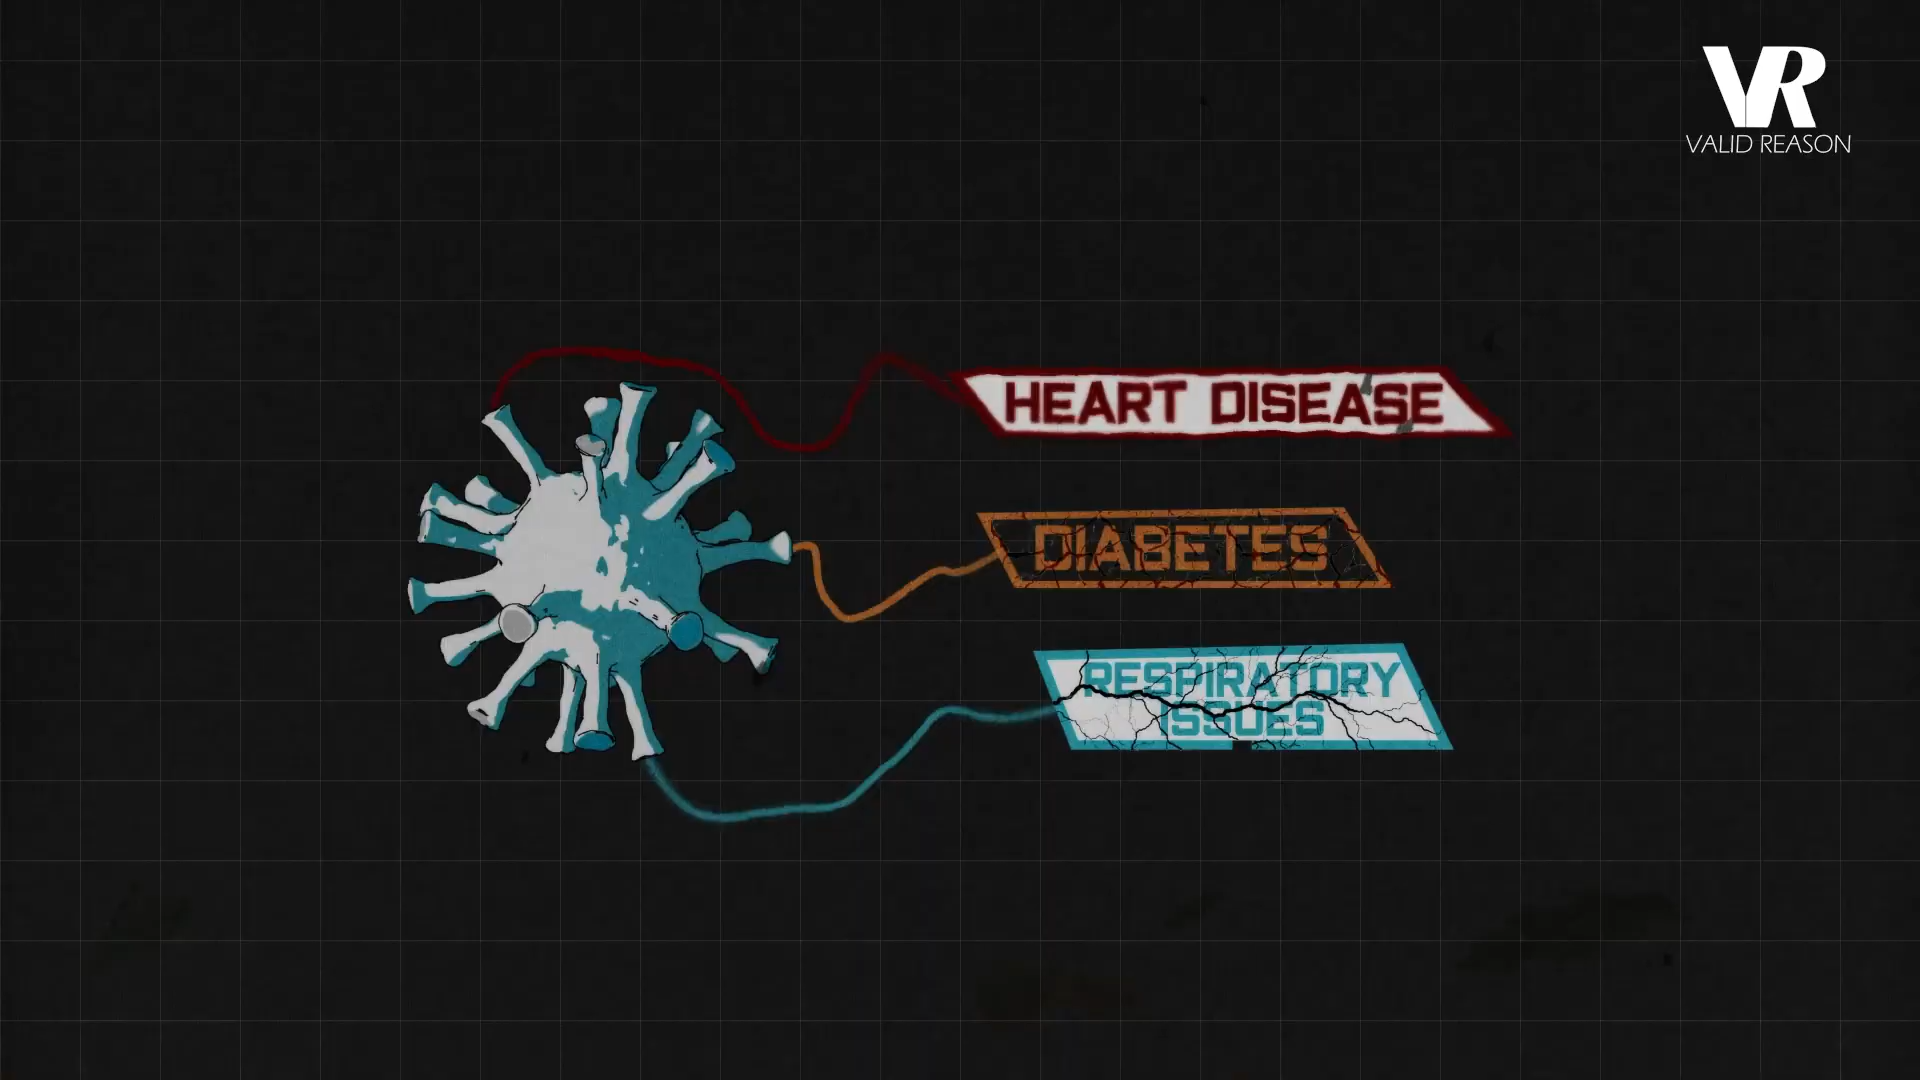 VR
VALID REASON
HEART DISEASE
DIABETES
RESPIRATORY
ISSUES